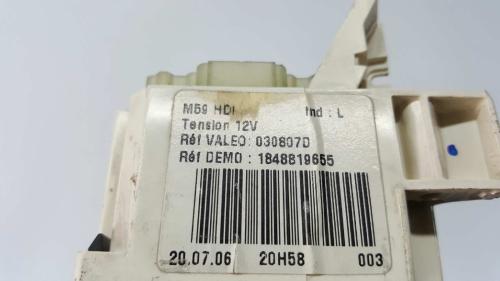 M59 HDI Ind : L
Tension 12V
Réf VALEO: 030807D
Réf DEMO : 1848819655
20.07.06 20H58 003